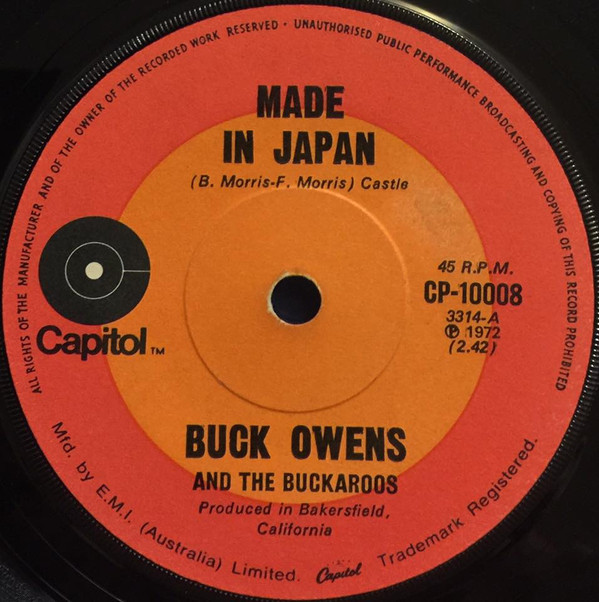 ALL RIGHTS OF THE MANUFACTURER AND OF THE OWNER OF THE RECORDED WORK RESERVED • UNAUTHORISED PUBLIC PERFORMANCE BROADCASTING AND COPYING OF THIS RECORD PROHIBITED
MADE
IN JAPAN
(B. Morris-F. Morris) Castle
Capitol TM
45 R.P.M.
CP-10008
3314-A
Ⓟ 1972
(2.42)
BUCK OWENS
AND THE BUCKAROOS
Produced in Bakersfield,
California
Mfd. by E.M.I. (Australia) Limited. Capitol Trademark Registered.